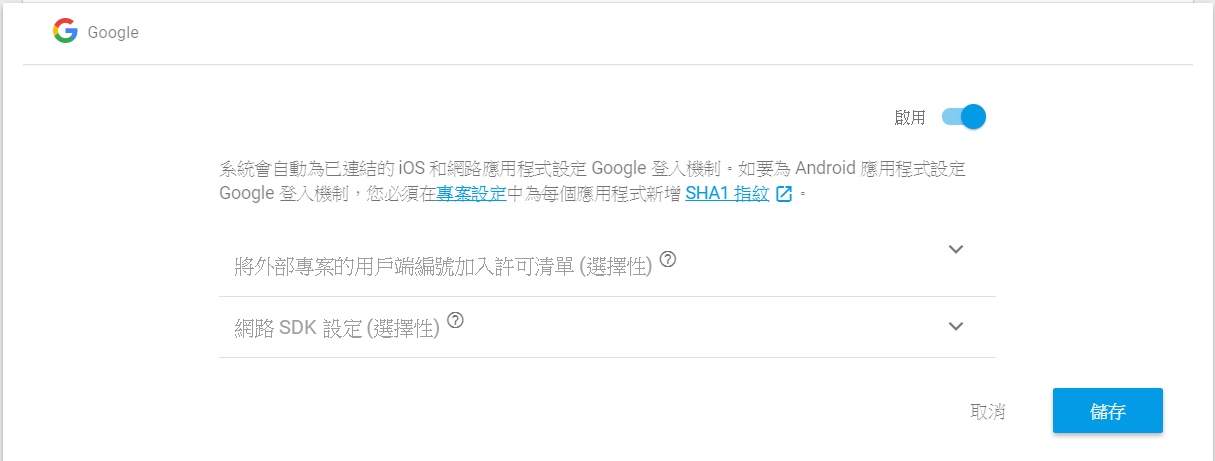 Google
啟用
系統會自動為已連結的 iOS 和網路應用程式設定 Google 登入機制。如要為 Android 應用程式設定
Google 登入機制，您必須在專案設定中為每個應用程式新增 SHA1 指紋。
將外部專案的用戶端編號加入許可清單 (選擇性)
網路 SDK 設定 (選擇性)
取消
儲存